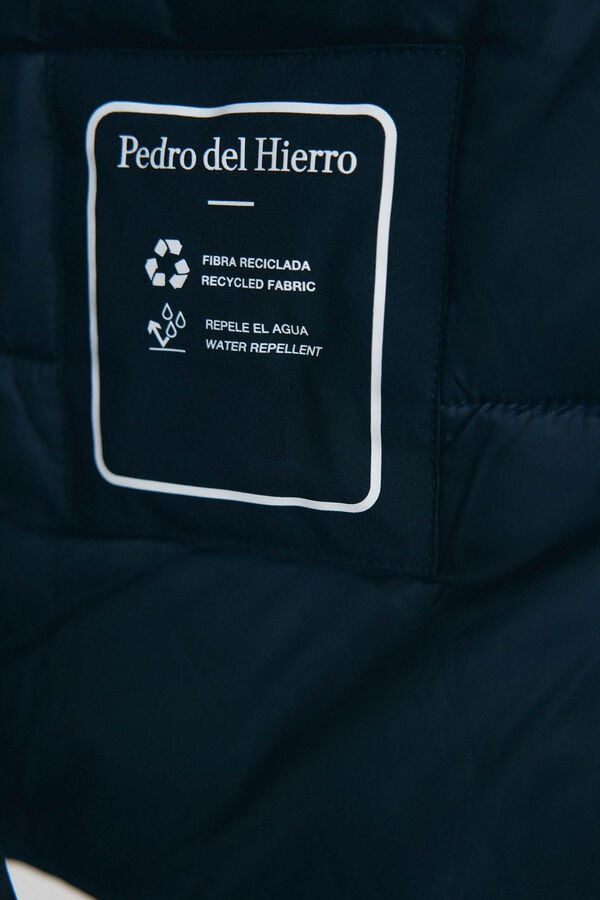 Pedro del Hierro
FIBRA RECICLADA
RECYCLED FABRIC
REPELE EL AGUA
WATER REPELLENT